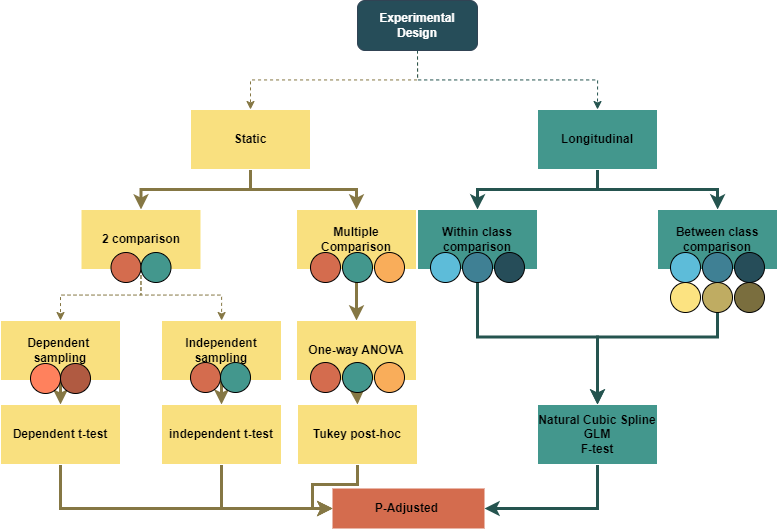 Experimental
Design
Static
Longitudinal
2 comparison
Multiple
Comparison
Within class
comparison
Between class
comparison
Dependent
sampling
Independent
sampling
One-way ANOVA
Dependent t-test
independent t-test
Tukey post-hoc
Natural Cubic Spline
GLM
F-test
P-Adjusted